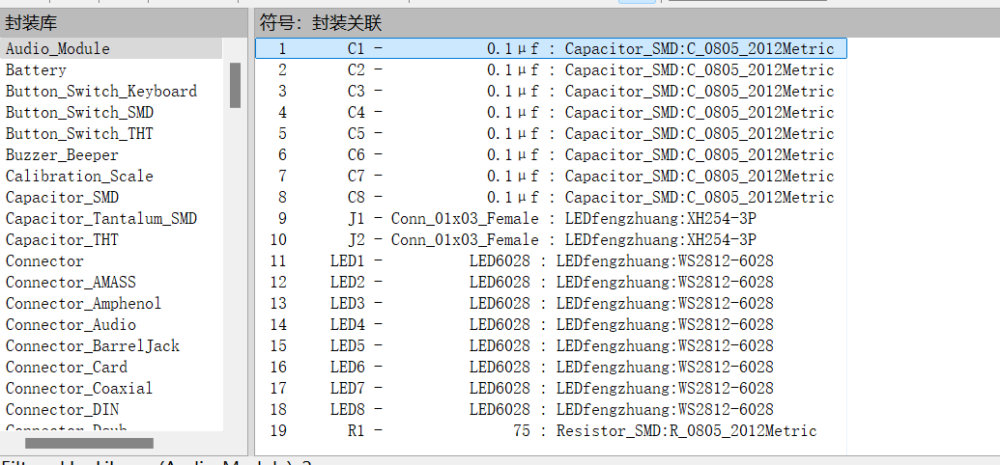 封装库
Audio_Module
Battery
Button_Switch_Keyboard
Button_Switch_SMD
Button_Switch_THT
Buzzer_Beeper
Calibration_Scale
Capacitor_SMD
Capacitor_Tantalum_SMD
Capacitor_THT
Connector
Connector_AMASS
Connector_Amphenol
Connector_Audio
Connector_BarrelJack
Connector_Card
Connector_Coaxial
Connector_DIN
符号: 封装关联
1 C1 - 0.1μf : Capacitor_SMD:C_0805_2012Metric
2 C2 - 0.1μf : Capacitor_SMD:C_0805_2012Metric
3 C3 - 0.1μf : Capacitor_SMD:C_0805_2012Metric
4 C4 - 0.1μf : Capacitor_SMD:C_0805_2012Metric
5 C5 - 0.1μf : Capacitor_SMD:C_0805_2012Metric
6 C6 - 0.1μf : Capacitor_SMD:C_0805_2012Metric
7 C7 - 0.1μf : Capacitor_SMD:C_0805_2012Metric
8 C8 - 0.1μf : Capacitor_SMD:C_0805_2012Metric
9 J1 - Conn_01x03_Female : LEDfengzhuang:XH254-3P
10 J2 - Conn_01x03_Female : LEDfengzhuang:XH254-3P
11 LED1 - LED6028 : LEDfengzhuang:WS2812-6028
12 LED2 - LED6028 : LEDfengzhuang:WS2812-6028
13 LED3 - LED6028 : LEDfengzhuang:WS2812-6028
14 LED4 - LED6028 : LEDfengzhuang:WS2812-6028
15 LED5 - LED6028 : LEDfengzhuang:WS2812-6028
16 LED6 - LED6028 : LEDfengzhuang:WS2812-6028
17 LED7 - LED6028 : LEDfengzhuang:WS2812-6028
18 LED8 - LED6028 : LEDfengzhuang:WS2812-6028
19 R1 - 75 : Resistor_SMD:R_0805_2012Metric